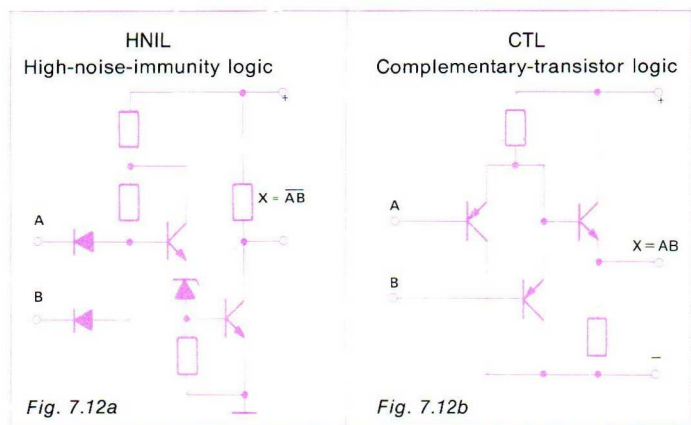 HNIL
High-noise-immunity logic
+
X = A̅B̅
A
B
Fig. 7.12a
CTL
Complementary-transistor logic
+
A
X = AB
B
−
Fig. 7.12b